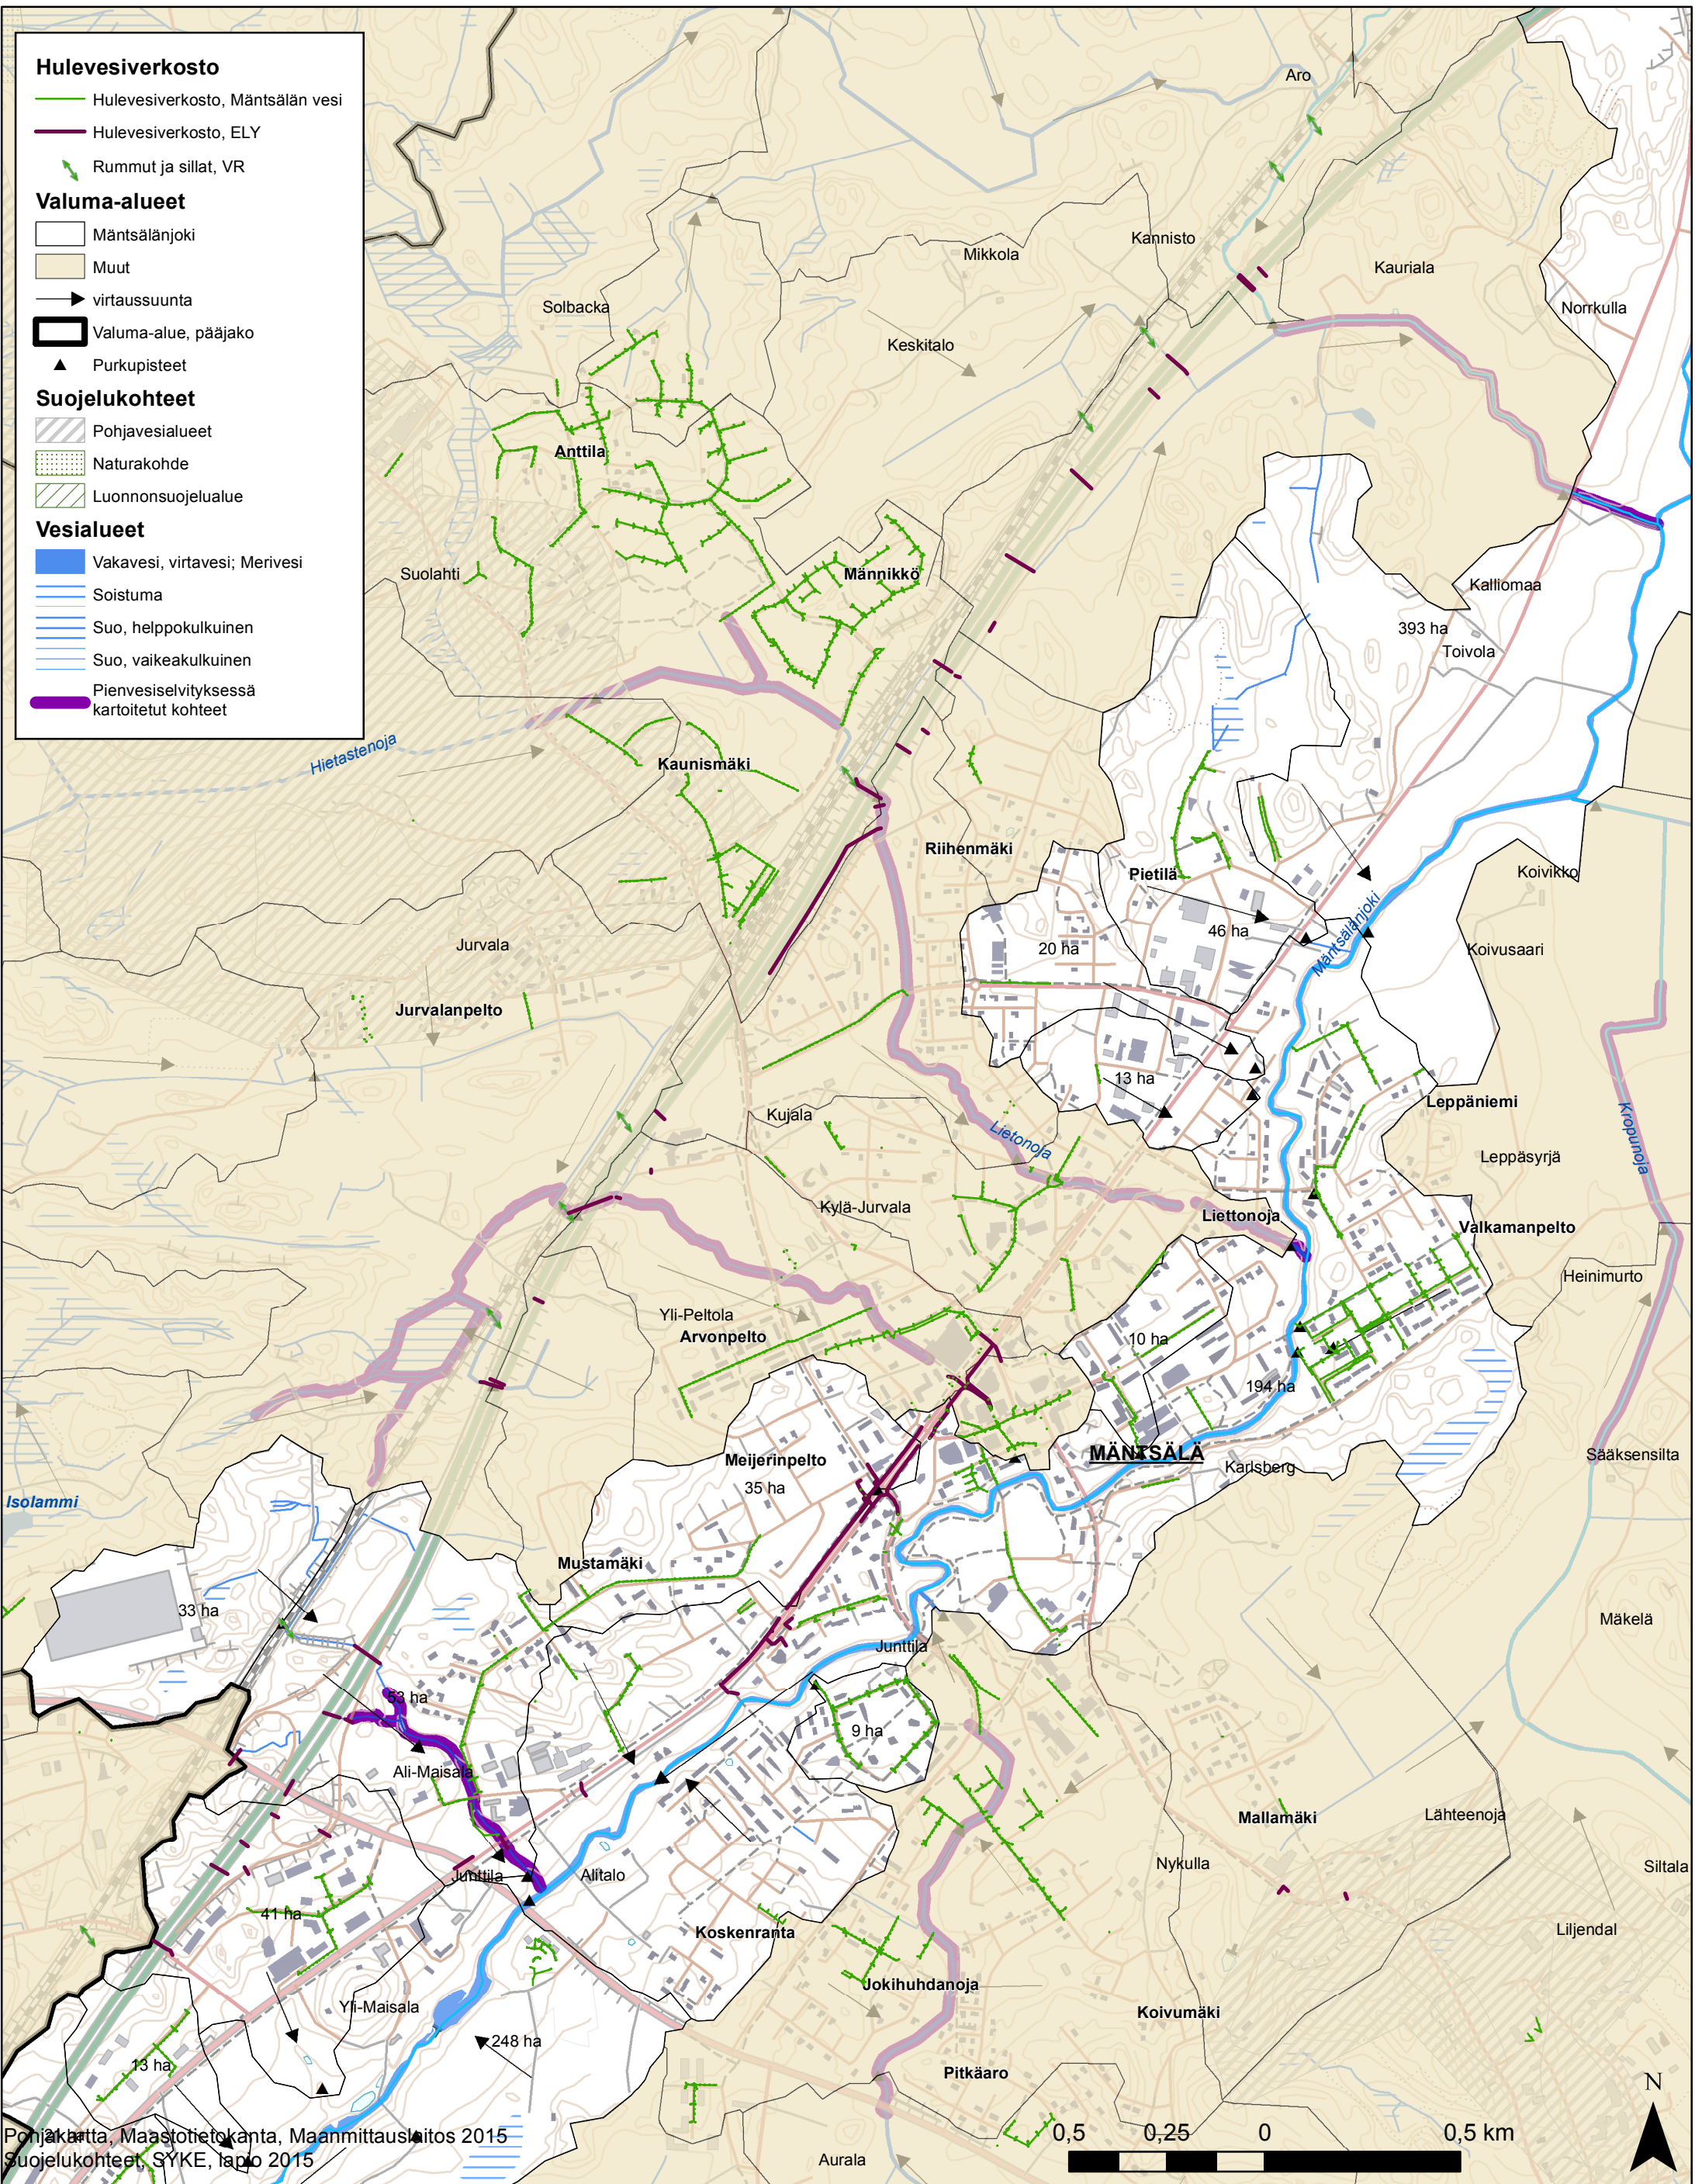 Hulevesiverkosto
Hulevesiverkosto, Mäntsälän vesi
Hulevesiverkosto, ELY
Rummut ja sillat, VR
Valuma-alueet
Mäntsälänjoki
Muut
virtaussuunta
Valuma-alue, pääjako
Purkupisteet
Suojelukohteet
Pohjavesialueet
Naturakohde
Luonnonsuojelualue
Vesialueet
Vakavesi, virtavesi; Merivesi
Soistuma
Suo, helppokulkuinen
Suo, vaikeakulkuinen
Pienvesiselvityksessä
kartoitetut kohteet
Aro
Kannisto
Mikkola
Kauriala
Norrkulla
Solbacka
Keskitalo
Anttila
Suolahti
Männikkö
Kalliomaa
393 ha
Toivola
Hietastenoja
Kaunismäki
Riihenmäki
Pietilä
Koivikko
46 ha
20 ha
Mäntsälänjoki
Koivusaari
Jurvala
Jurvalanpelto
13 ha
Leppäniemi
Kujala
Lietonoja
Kropunoja
Leppäsyrjä
Kylä-Jurvala
Liettonoja
Valkamanpelto
Heinimurto
Yli-Peltola
Arvonpelto
10 ha
194 ha
Meijerinpelto
35 ha
MÄNTSÄLÄ
Karlsberg
Sääksensilta
Isolammi
Mustamäki
33 ha
Mäkelä
Junttila
53 ha
9 ha
Ali-Maisala
Mallamäki
Lähteenoja
Junttila
Alitalo
Nykulla
Siltala
41 ha
Koskenranta
Liljendal
Jokihuhdanoja
Yli-Maisala
Koivumäki
248 ha
13 ha
Pitkäaro
N
21 ha
Pohjakartta, Maastotietokanta, Maanmittauslaitos 2015
Suojelukohteet, SYKE, lapio 2015
Aurala
0,5 0,25 0 0,5 km